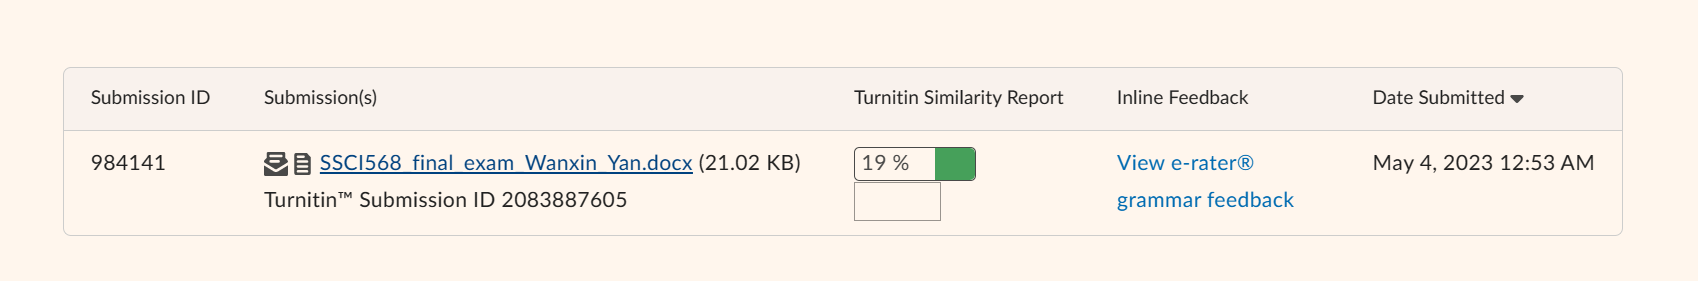 Submission ID Submission(s) Turnitin Similarity Report Inline Feedback Date Submitted
984141 SSCI568_final_exam_Wanxin_Yan.docx (21.02 KB) 19 % View e-rater® May 4, 2023 12:53 AM
Turnitin™ Submission ID 2083887605 grammar feedback